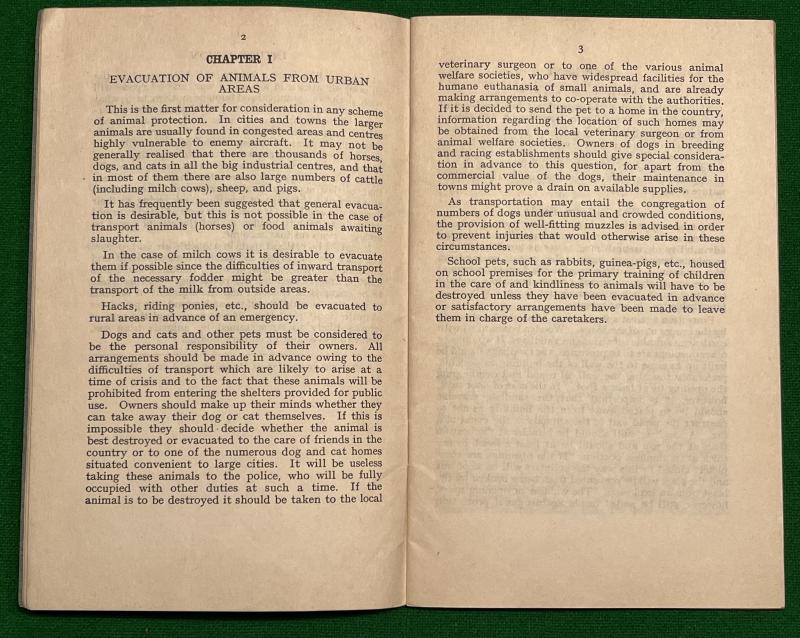 2
CHAPTER I
EVACUATION OF ANIMALS FROM URBAN
AREAS
This is the first matter for consideration in any scheme
of animal protection. In cities and towns the larger
animals are usually found in congested areas and centres
highly vulnerable to enemy aircraft. It may not be
generally realised that there are thousands of horses,
dogs, and cats in all the big industrial centres, and that
in most of them there are also large numbers of cattle
(including milch cows), sheep, and pigs.
It has frequently been suggested that general evacua-
tion is desirable, but this is not possible in the case of
transport animals (horses) or food animals awaiting
slaughter.
In the case of milch cows it is desirable to evacuate
them if possible since the difficulties of inward transport
of the necessary fodder might be greater than the
transport of the milk from outside areas.
Hacks, riding ponies, etc., should be evacuated to
rural areas in advance of an emergency.
Dogs and cats and other pets must be considered to
be the personal responsibility of their owners. All
arrangements should be made in advance owing to the
difficulties of transport which are likely to arise at a
time of crisis and to the fact that these animals will be
prohibited from entering the shelters provided for public
use. Owners should make up their minds whether they
can take away their dog or cat themselves. If this is
impossible they should decide whether the animal is
best destroyed or evacuated to the care of friends in the
country or to one of the numerous dog and cat homes
situated convenient to large cities. It will be useless
taking these animals to the police, who will be fully
occupied with other duties at such a time. If the
animal is to be destroyed it should be taken to the local
3
veterinary surgeon or to one of the various animal
welfare societies, who have widespread facilities for the
humane euthanasia of small animals, and are already
making arrangements to co-operate with the authorities.
If it is decided to send the pet to a home in the country,
information regarding the location of such homes may
be obtained from the local veterinary surgeon or from
animal welfare societies. Owners of dogs in breeding
and racing establishments should give special considera-
tion in advance to this question, for apart from the
commercial value of the dogs, their maintenance in
towns might prove a drain on available supplies.
As transportation may entail the congregation of
numbers of dogs under unusual and crowded conditions,
the provision of well-fitting muzzles is advised in order
to prevent injuries that would otherwise arise in these
circumstances.
School pets, such as rabbits, guinea-pigs, etc., housed
on school premises for the primary training of children
in the care of and kindliness to animals will have to be
destroyed unless they have been evacuated in advance
or satisfactory arrangements have been made to leave
them in charge of the caretakers.